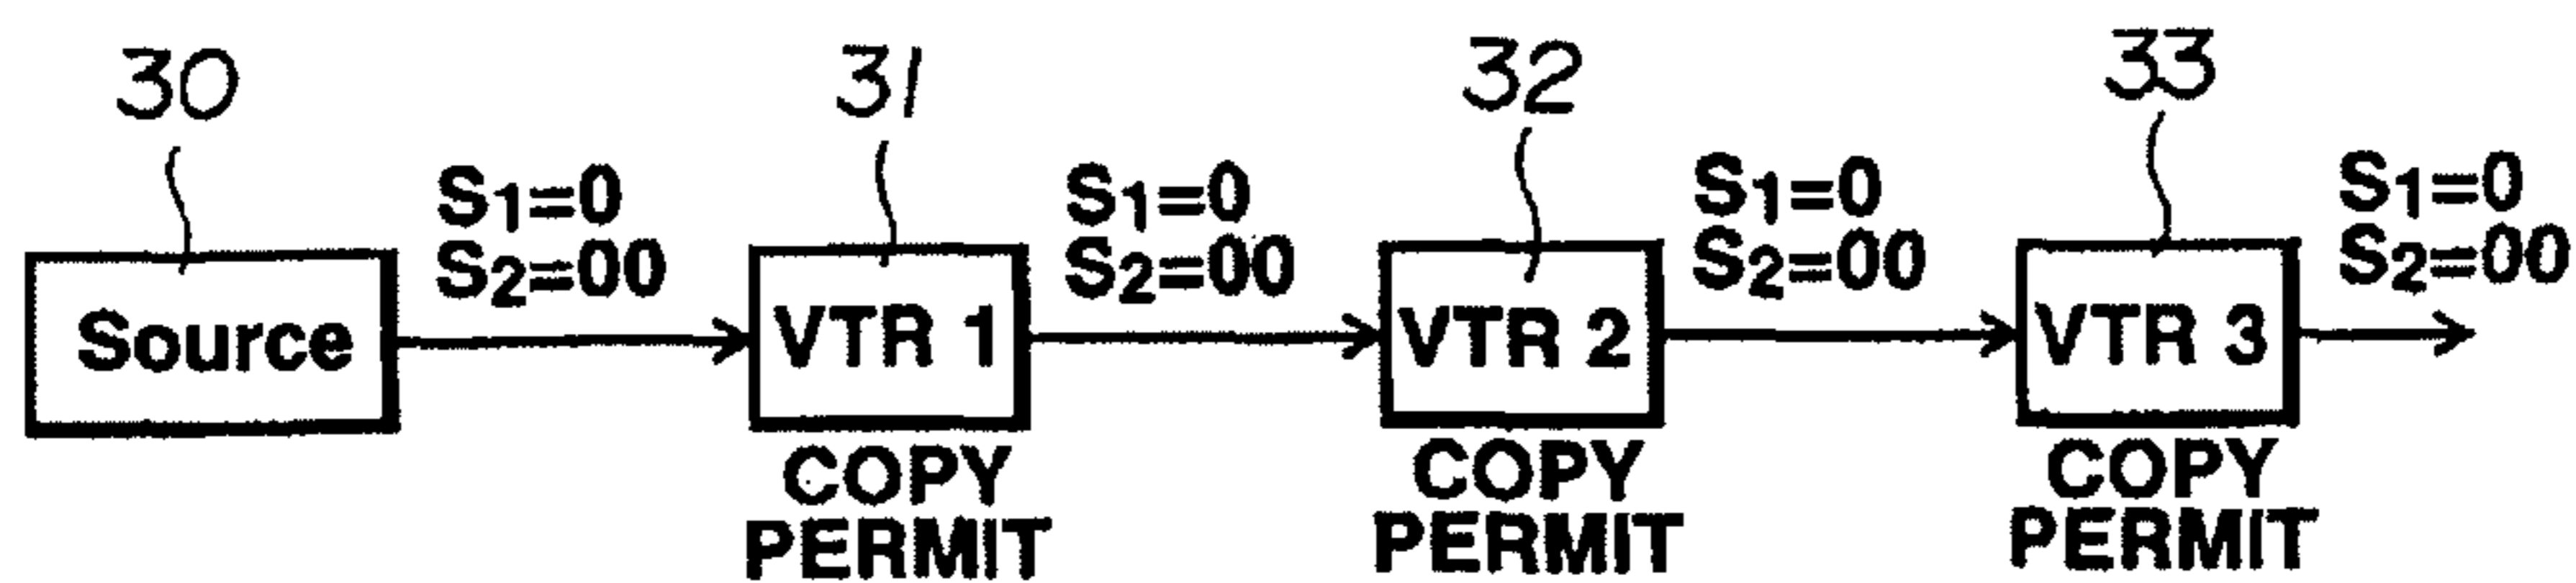 30 31 32 33
S1=0 S1=0 S1=0 S1=0
S2=00 S2=00 S2=00 S2=00
Source VTR 1 VTR 2 VTR 3
COPY COPY COPY
PERMIT PERMIT PERMIT